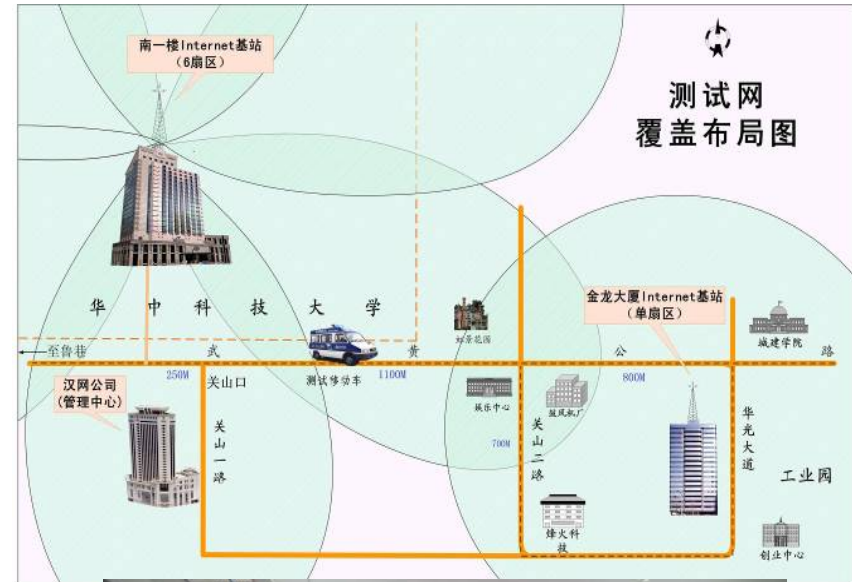 南一楼Internet基站
(6扇区)
测试网
覆盖布局图
华中科技大学
金龙大厦Internet基站
(单扇区)
城建学院
至鲁巷
武黄公路
250M
关山口
测试移动车
1100M
800M
汉网公司
(管理中心)
娱乐中心
鼓风机厂
关山一路
700M
关山二路
华光大道
工业园
烽火科
技
创业中心